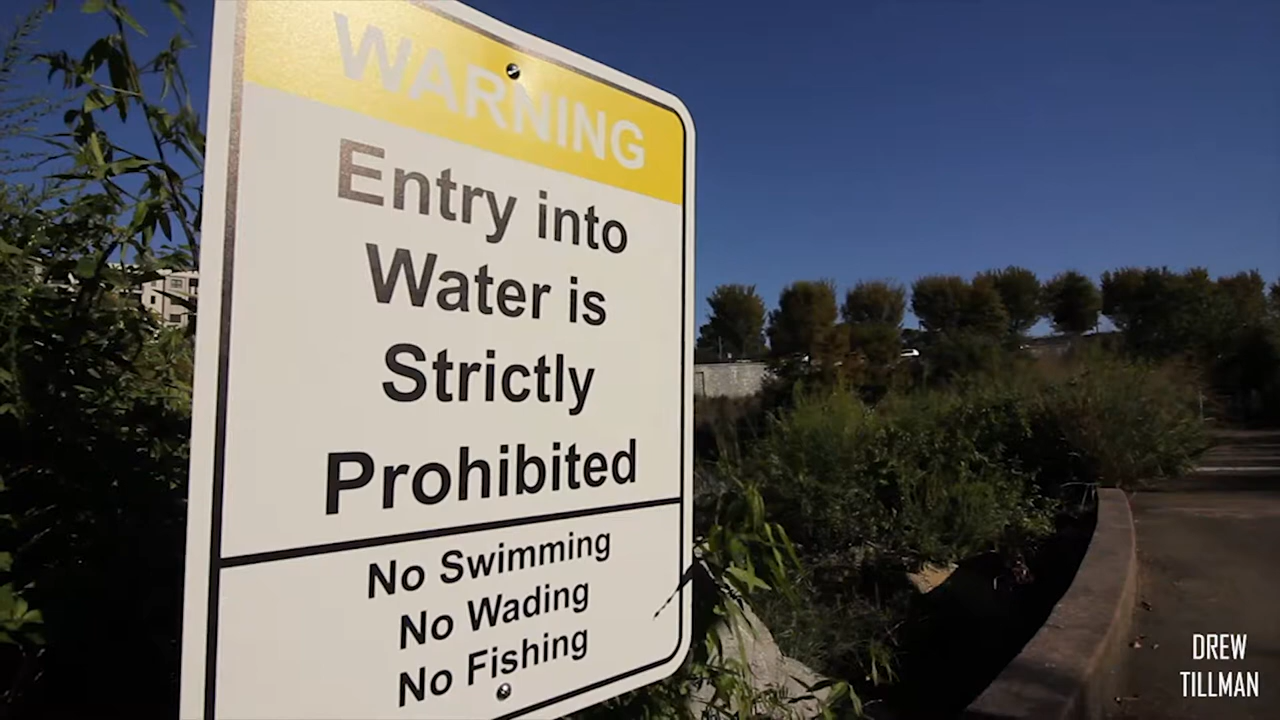 WARNING
Entry into
Water is
Strictly
Prohibited
No Swimming
No Wading
No Fishing
DREW
TILLMAN